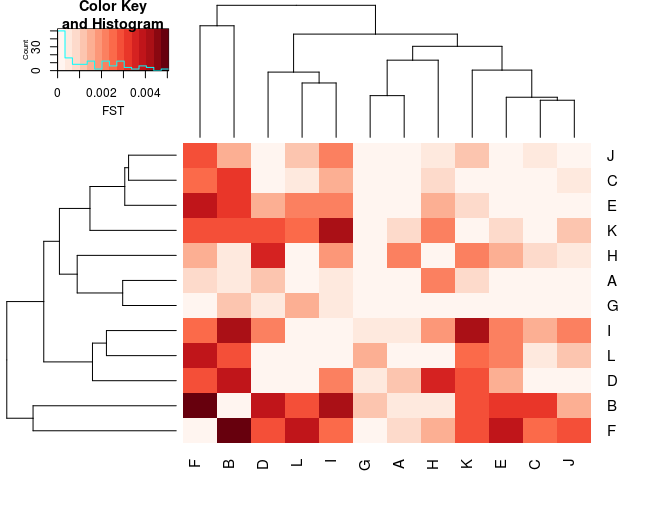 Color Key
and Histogram
Count
0 30
0 0.002 0.004
FST
J
C
E
K
H
A
G
I
L
D
B
F
F B D L I G A H K E C J